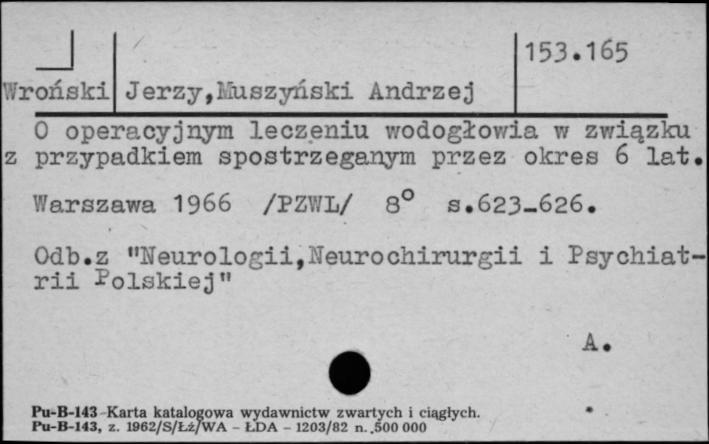 153.165
Wroński Jerzy,Muszyński Andrzej
O operacyjnym leczeniu wodogłowia w związku
z przypadkiem spostrzeganym przez okres 6 lat.
Warszawa 1966 /PZWL/ 8° s.623-626.
Odb.z "Neurologii,Neurochirurgii i Psychiat-
rii Polskiej"
A.
Pu-B-143 Karta katalogowa wydawnictw zwartych i ciągłych.
Pu-B-143, z. 1962/S/Łż/WA - ŁDA - 1203/82 n. 500 000